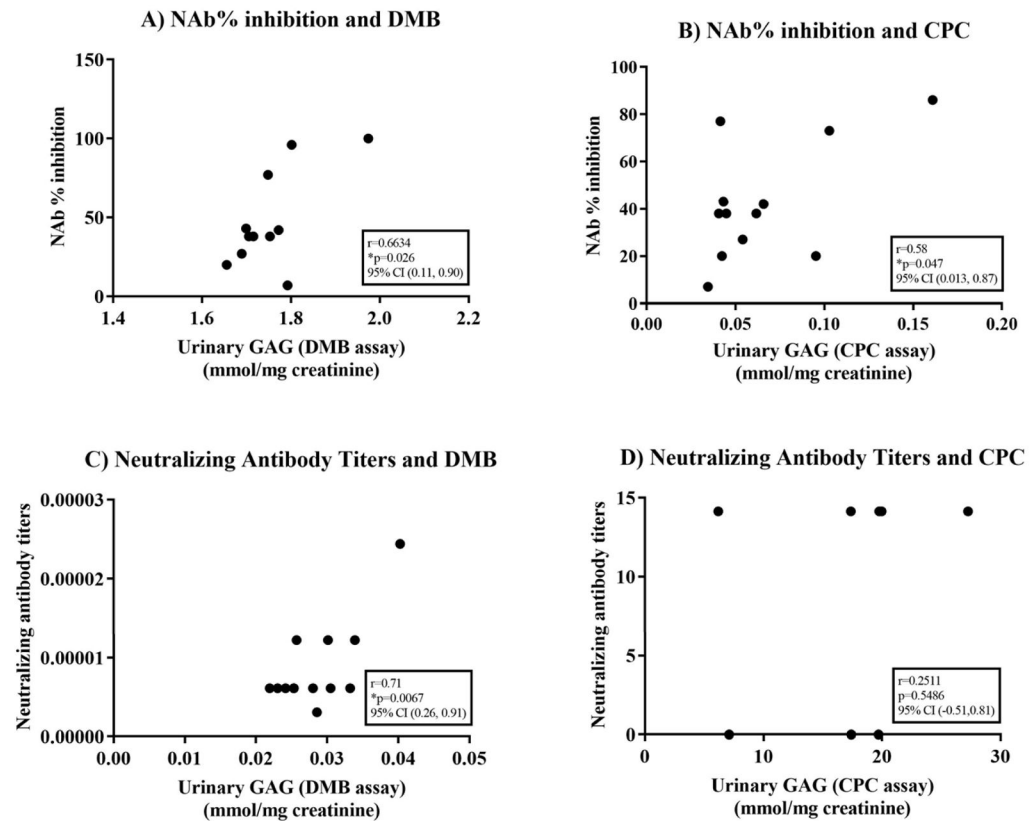 A) NAb% inhibition and DMB
NAb % inhibition
150
100
50
0
1.4 1.6 1.8 2.0 2.2
Urinary GAG (DMB assay)
(mmol/mg creatinine)
r=0.6634
*p=0.026
95% CI (0.11, 0.90)
B) NAb% inhibition and CPC
NAb % inhibition
100
80
60
40
20
0
0.00 0.05 0.10 0.15 0.20
Urinary GAG (CPC assay)
(mmol/mg creatinine)
r=0.58
*p=0.047
95% CI (0.013, 0.87)
C) Neutralizing Antibody Titers and DMB
Neutralizing antibody titers
0.00003
0.00002
0.00001
0.00000
0.00 0.01 0.02 0.03 0.04 0.05
Urinary GAG (DMB assay)
(mmol/mg creatinine)
r=0.71
*p=0.0067
95% CI (0.26, 0.91)
D) Neutralizing Antibody Titers and CPC
Neutralizing antibody titers
15
10
5
0
0 10 20 30
Urinary GAG (CPC assay)
(mmol/mg creatinine)
r=0.2511
p=0.5486
95% CI (-0.51,0.81)